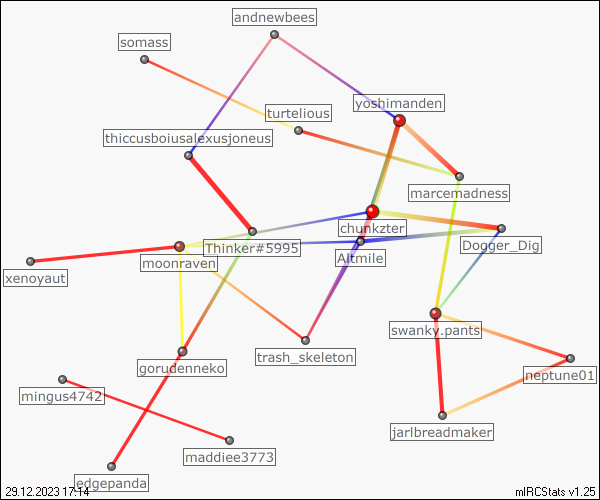 andnewbees
somass
yoshimanden
turtelious
thiccusboiusalexusjoneus
marcemadness
chunkzter
Thinker#5995
Dogger_Dig
Altmile
moonraven
xenoyaut
swanky.pants
trash_skeleton
gorudenneko
neptune01
mingus4742
jarlbreadmaker
maddiee3773
edgepanda
29.12.2023 17:14
mIRCStats v1.25